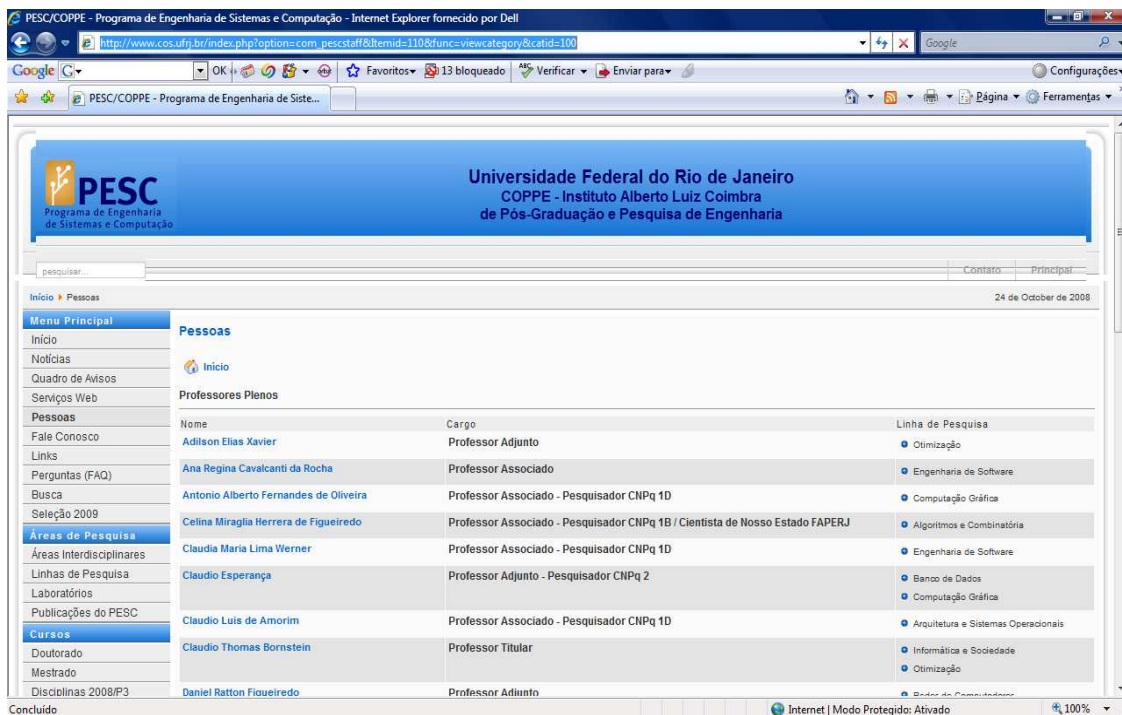 PESC/COPPE - Programa de Engenharia de Sistemas e Computação - Internet Explorer fornecido por Dell
http://www.cos.ufrj.br/index.php?option=com_pescstaff&Itemid=110&func=viewcategory&catid=100
Google
Google G OK Favoritos 13 bloqueado ABC Verificar Enviar para Configurações
PESC/COPPE - Programa de Engenharia de Siste... Página Ferramentas
PESC
Programa de Engenharia
de Sistemas e Computação
Universidade Federal do Rio de Janeiro
COPPE - Instituto Alberto Luiz Coimbra
de Pós-Graduação e Pesquisa de Engenharia
pesquisar... Contato Principal
Início Pessoas 24 de October de 2008
Menu Principal
Início
Notícias
Quadro de Avisos
Serviços Web
Pessoas
Fale Conosco
Links
Perguntas (FAQ)
Busca
Seleção 2009
Áreas de Pesquisa
Áreas Interdisciplinares
Linhas de Pesquisa
Laboratórios
Publicações do PESC
Cursos
Doutorado
Mestrado
Disciplinas 2008/P3
Pessoas
Início
Professores Plenos
Nome Cargo Linha de Pesquisa
Adilson Elias Xavier Professor Adjunto Otimização
Ana Regina Cavalcanti da Rocha Professor Associado Engenharia de Software
Antonio Alberto Fernandes de Oliveira Professor Associado - Pesquisador CNPq 1D Computação Gráfica
Celina Miraglia Herrera de Figueiredo Professor Associado - Pesquisador CNPq 1B / Cientista de Nosso Estado FAPERJ Algoritmos e Combinatória
Claudia Maria Lima Werner Professor Associado - Pesquisador CNPq 1D Engenharia de Software
Claudio Esperança Professor Adjunto - Pesquisador CNPq 2 Banco de Dados
Computação Gráfica
Claudio Luis de Amorim Professor Associado - Pesquisador CNPq 1D Arquitetura e Sistemas Operacionais
Claudio Thomas Bornstein Professor Titular Informática e Sociedade
Otimização
Daniel Ratton Figueiredo Professor Adjunto Redes de Computadores
Concluído Internet | Modo Protegido: Ativado 100%